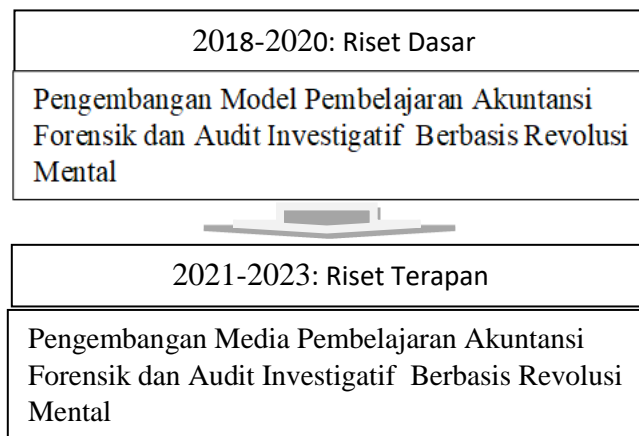 2018-2020: Riset Dasar
Pengembangan Model Pembelajaran Akuntansi
Forensik dan Audit Investigatif Berbasis Revolusi
Mental
2021-2023: Riset Terapan
Pengembangan Media Pembelajaran Akuntansi
Forensik dan Audit Investigatif Berbasis Revolusi
Mental